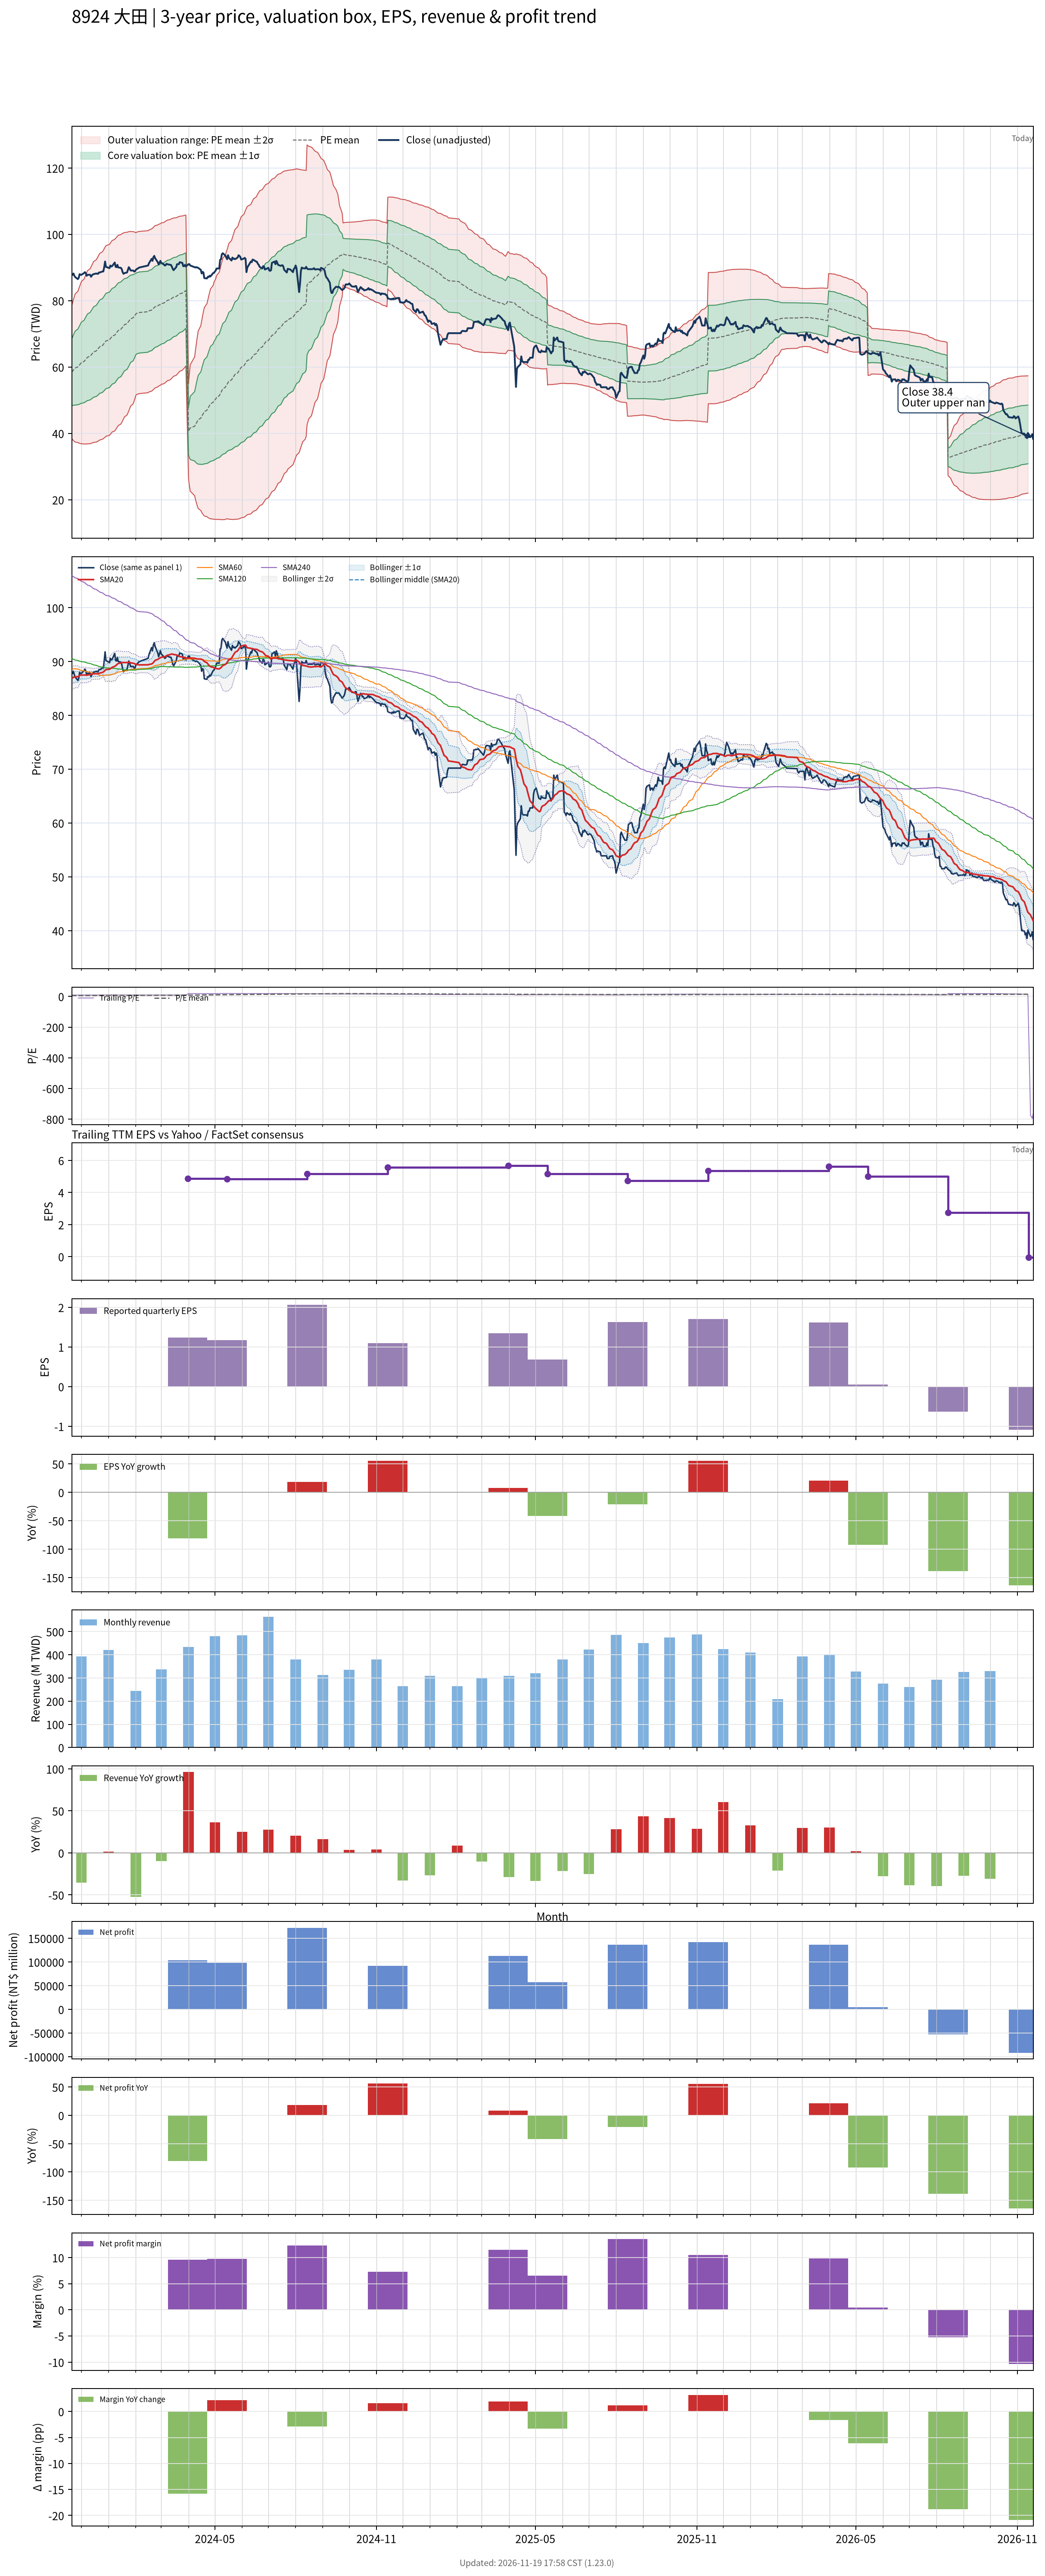 8924 大田 | 3-year price, valuation box, EPS, revenue & profit trend
Outer valuation range: PE mean ±2σ
PE mean
Close (unadjusted)
Core valuation box: PE mean ±1σ
Today
Price (TWD)
120
100
80
60
40
20
Close 38.4
Outer upper nan
Close (same as panel 1)
SMA20
SMA60
SMA120
SMA240
Bollinger ±2σ
Bollinger ±1σ
Bollinger middle (SMA20)
Price
100
90
80
70
60
50
40
Trailing P/E
P/E mean
P/E
0
-200
-400
-600
-800
Trailing TTM EPS vs Yahoo / FactSet consensus
Today
EPS
6
4
2
0
Reported quarterly EPS
EPS
2
1
0
-1
EPS YoY growth
YoY (%)
50
0
-50
-100
-150
Monthly revenue
Revenue (M TWD)
500
400
300
200
100
0
Revenue YoY growth
YoY (%)
100
50
0
-50
Month
Net profit
Net profit (NT$ million)
150000
100000
50000
0
-50000
-100000
Net profit YoY
YoY (%)
50
0
-50
-100
-150
Net profit margin
Margin (%)
10
5
0
-5
-10
Margin YoY change
Δ margin (pp)
0
-5
-10
-15
-20
2024-05
2024-11
2025-05
2025-11
2026-05
2026-11
Updated: 2026-11-19 17:58 CST (1.23.0)